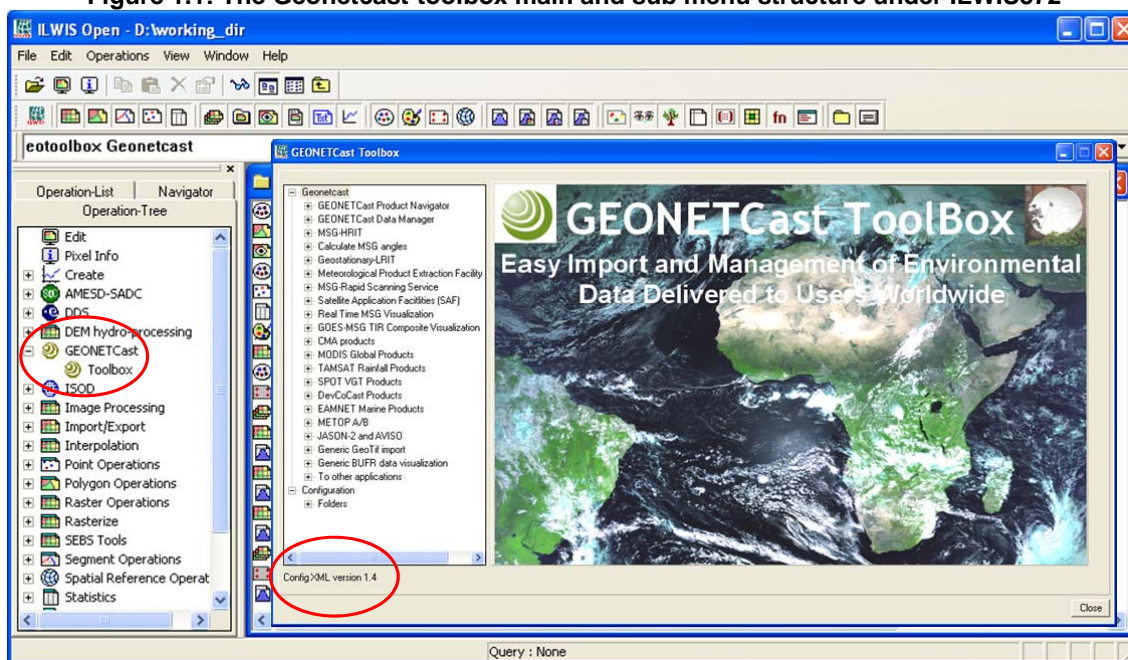 Figure 1.1: The Geonetcast toolbox main and sub menu structure under ILWIS372
ILWIS Open - D:\working_dir
File Edit Operations View Window Help
eotoolbox Geonetcast
Operation-List Navigator
Operation-Tree
Edit
Pixel Info
Create
AMESD-SADC
DDS
DEM hydro-processing
GEONETCast
Toolbox
ISOD
Image Processing
Import/Export
Interpolation
Point Operations
Polygon Operations
Raster Operations
Rasterize
SEBS Tools
Segment Operations
Spatial Reference Operat
Statistics
GEONETCast Toolbox
Geonetcast
GEONETCast Product Navigator
GEONETCast Data Manager
MSG-HRIT
Calculate MSG angles
Geostationary-LRIT
Meteorological Product Extraction Facility
MSG-Rapid Scanning Service
Satellite Application Facitlities (SAF)
Real Time MSG Visualization
GOES-MSG TIR Composite Visualization
CMA products
MODIS Global Products
TAMSAT Rainfall Products
SPOT VGT Products
DevCoCast Products
EAMNET Marine Products
METOP A/B
JASON-2 and AVISO
Generic GeoTif import
Generic BUFR data visualization
To other applications
Configuration
Folders
GEONETCast ToolBox
Easy Import and Management of Environmental
Data Delivered to Users Worldwide
Config XML version 1.4
Close
Query : None